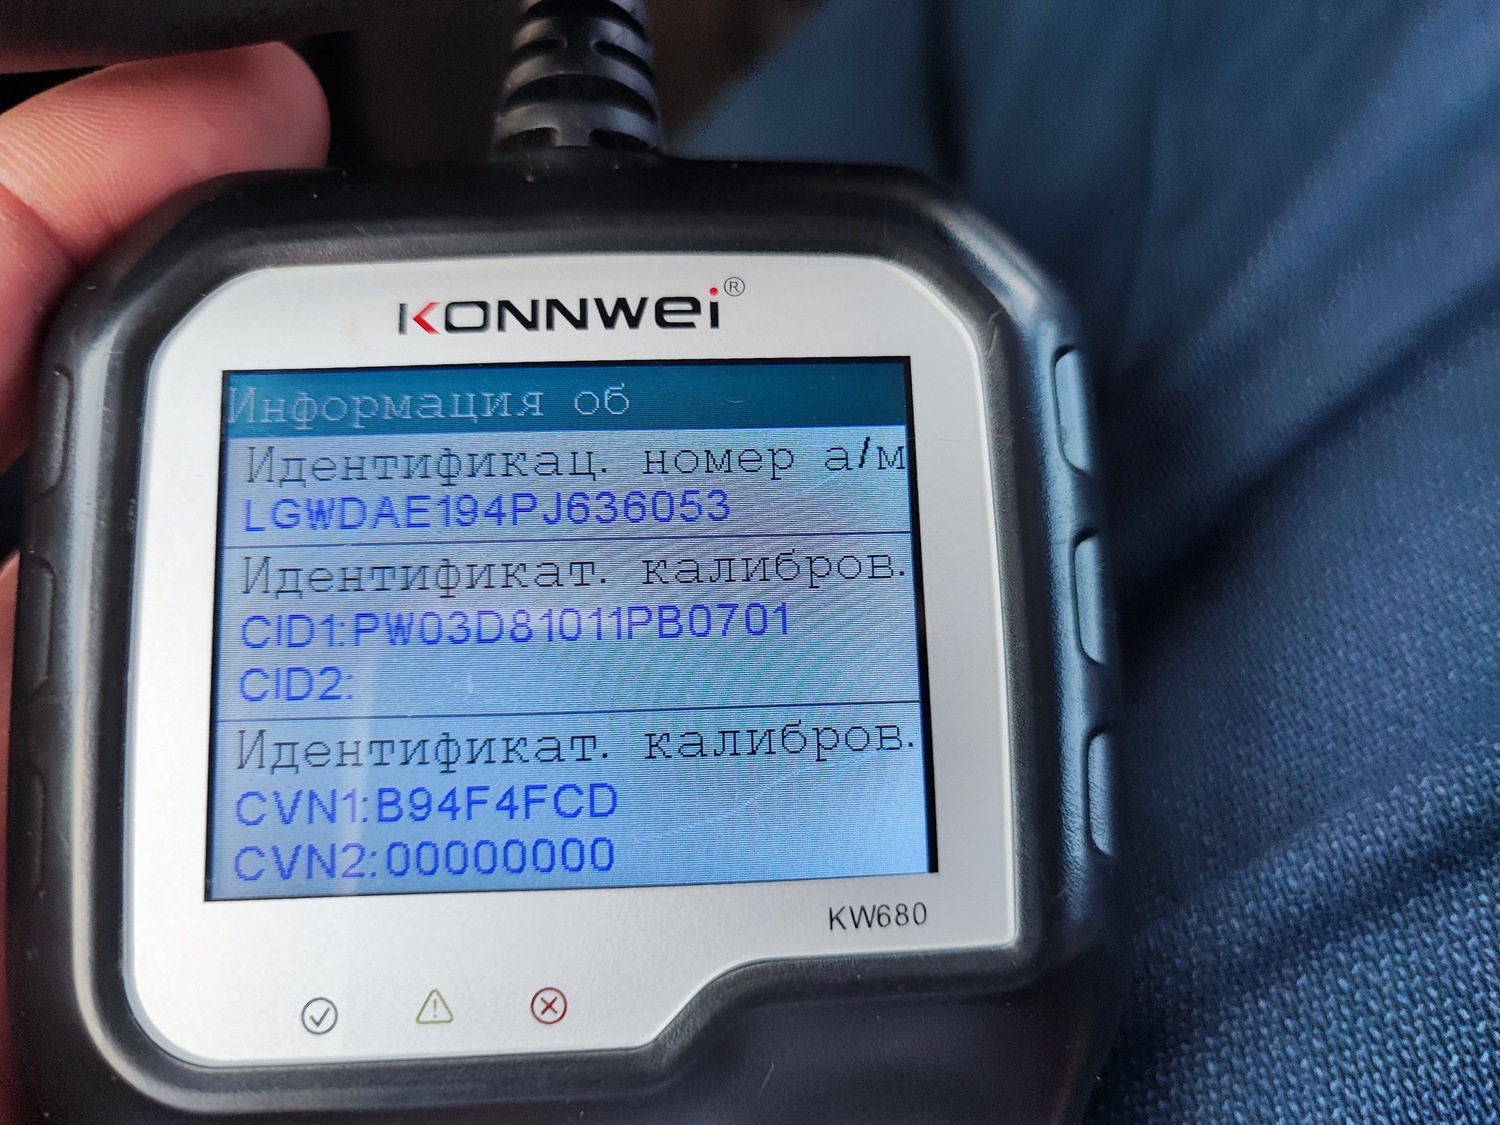 KONNWEI®
Информация об
Идентификац. номер а/м
LGWDAE194PJ636053
Идентификат. калибров.
CID1:PW03D81011PB0701
CID2:
Идентификат. калибров.
CVN1:B94F4FCD
CVN2:00000000
KW680